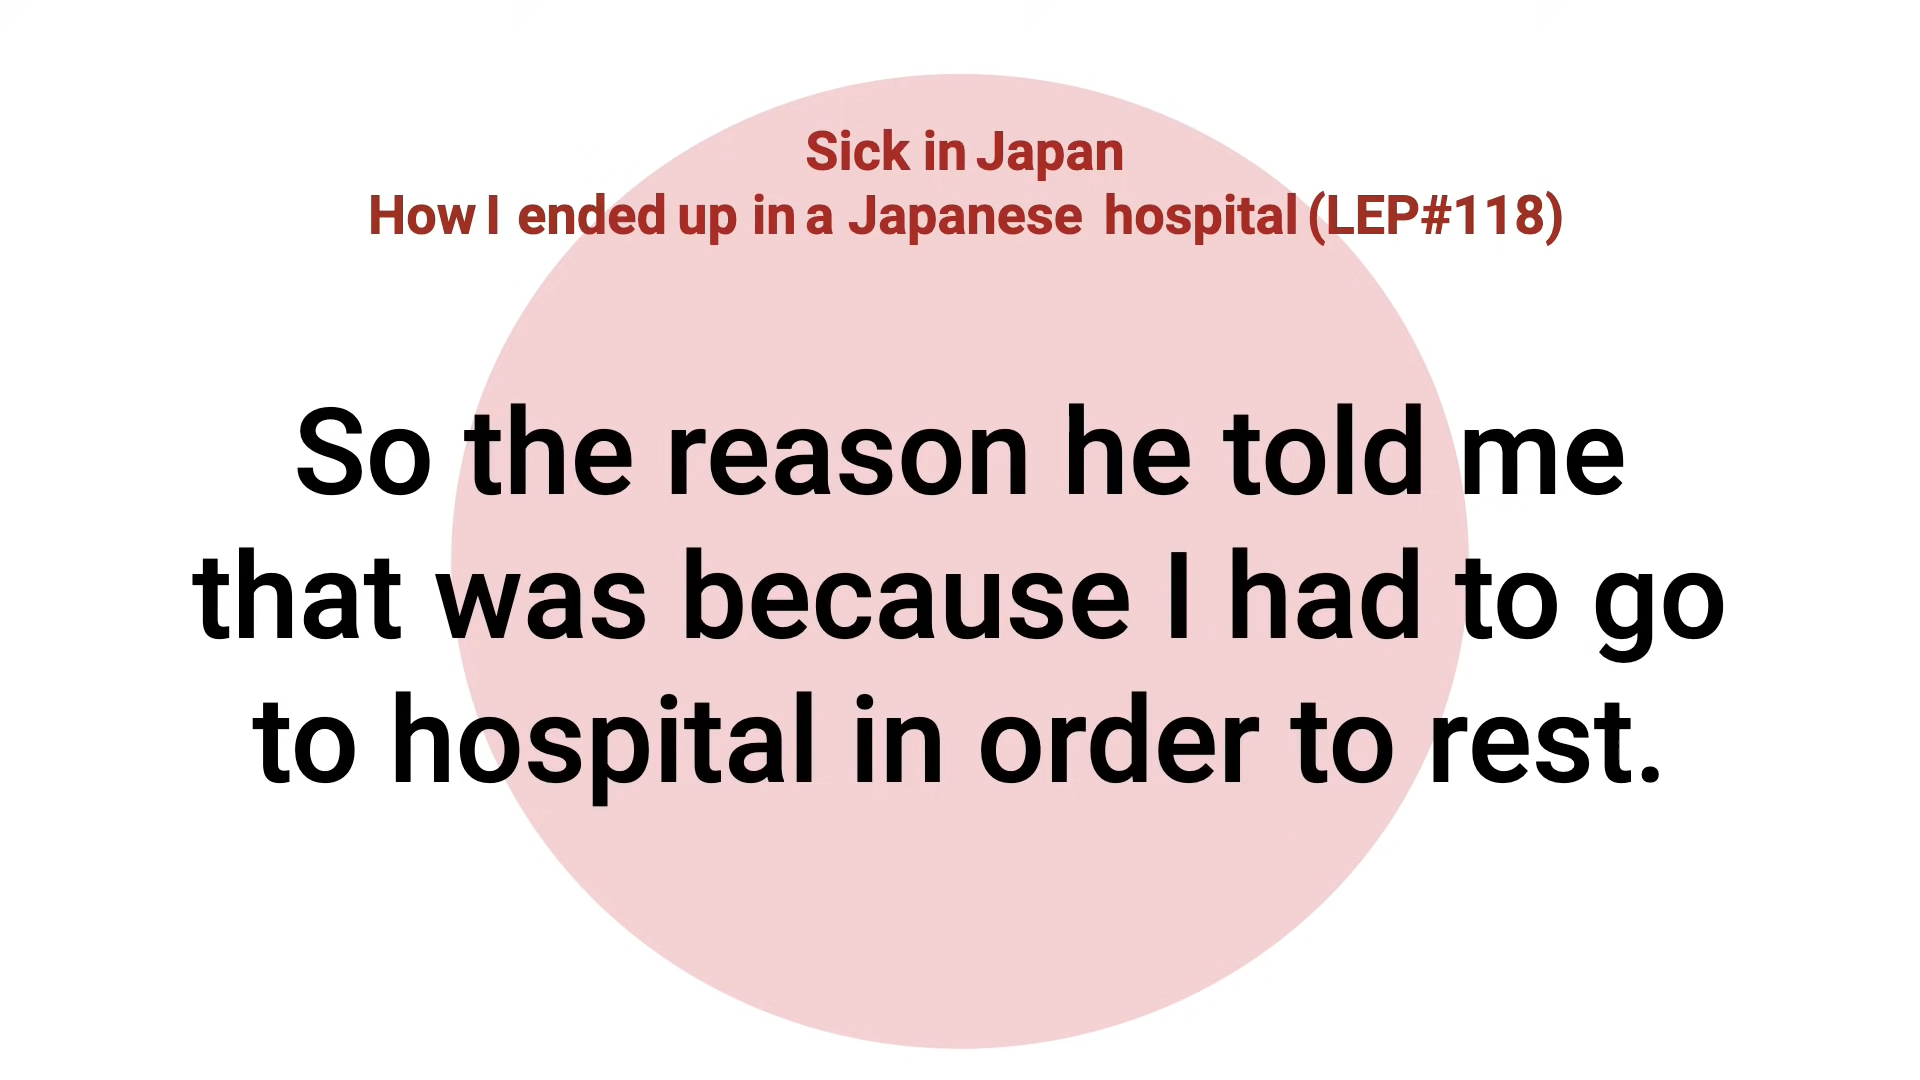 Sick in Japan
How I ended up in a Japanese hospital (LEP#118)
So the reason he told me
that was because I had to go
to hospital in order to rest.